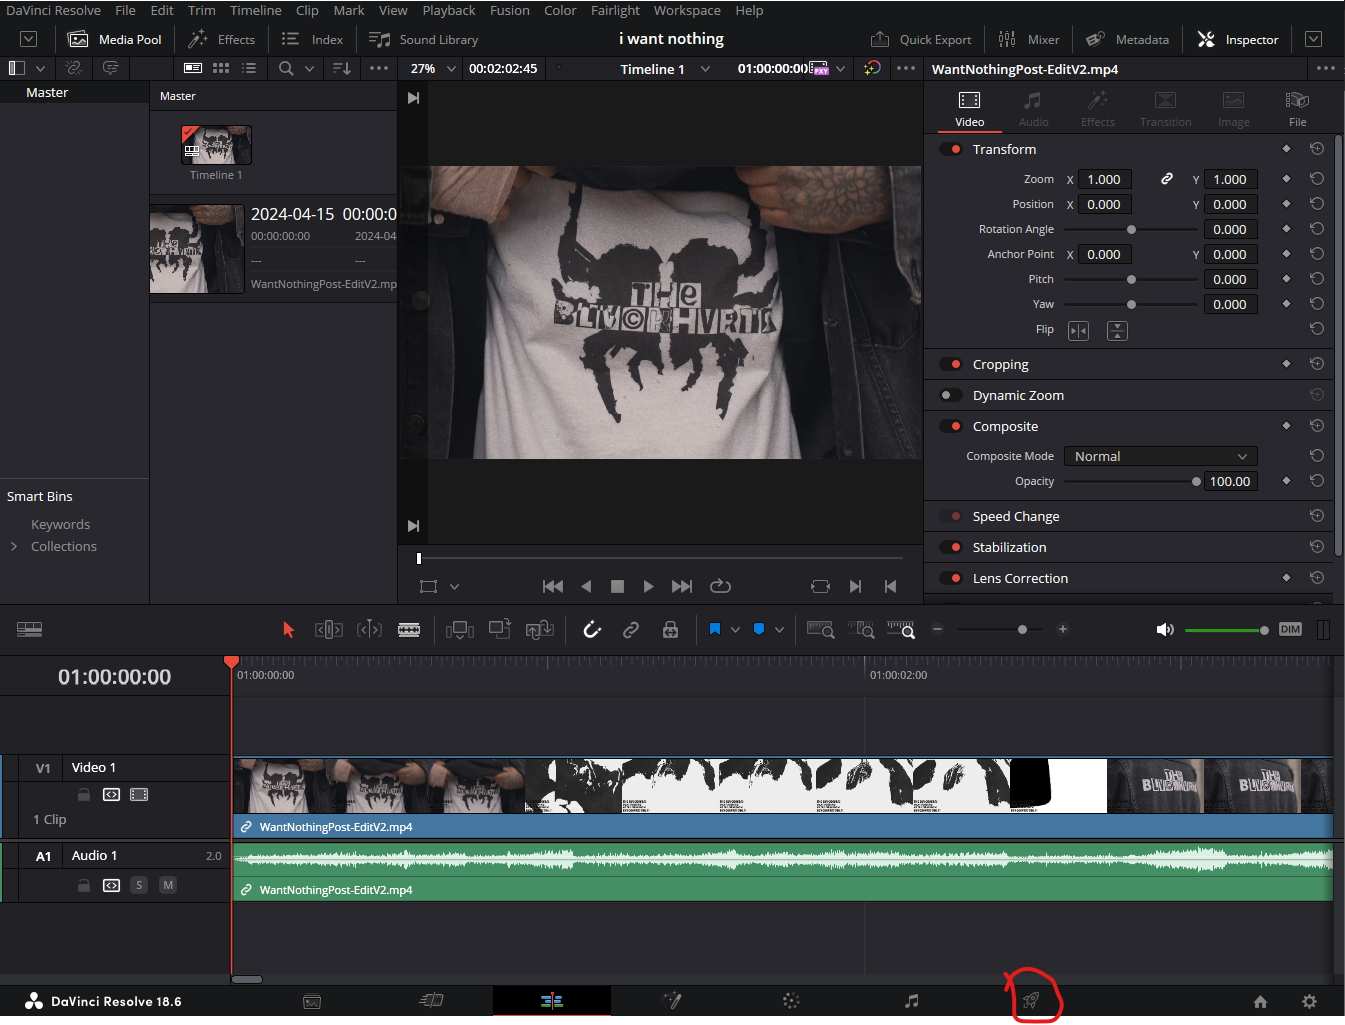 DaVinci Resolve File Edit Trim Timeline Clip Mark View Playback Fusion Color Fairlight Workspace Help
Media Pool Effects Index Sound Library i want nothing Quick Export Mixer Metadata Inspector
27% 00:02:02:45 Timeline 1 01:00:00:00 PXY WantNothingPost-EditV2.mp4
Master Master
Video Audio Effects Transition Image File
Timeline 1
2024-04-15 00:00:0
00:00:00:00 2024-04
--- ---
WantNothingPost-EditV2.mp
THe
BLVCKHVRTS
Transform
Zoom X 1.000 Y 1.000
Position X 0.000 Y 0.000
Rotation Angle 0.000
Anchor Point X 0.000 Y 0.000
Pitch 0.000
Yaw 0.000
Flip
Cropping
Dynamic Zoom
Composite
Composite Mode Normal
Opacity 100.00
Speed Change
Stabilization
Lens Correction
Smart Bins
Keywords
Collections
DIM
01:00:00:00 01:00:00:00 01:00:02:00
V1 Video 1
1 Clip
WantNothingPost-EditV2.mp4
A1 Audio 1 2.0
S M
WantNothingPost-EditV2.mp4
DaVinci Resolve 18.6